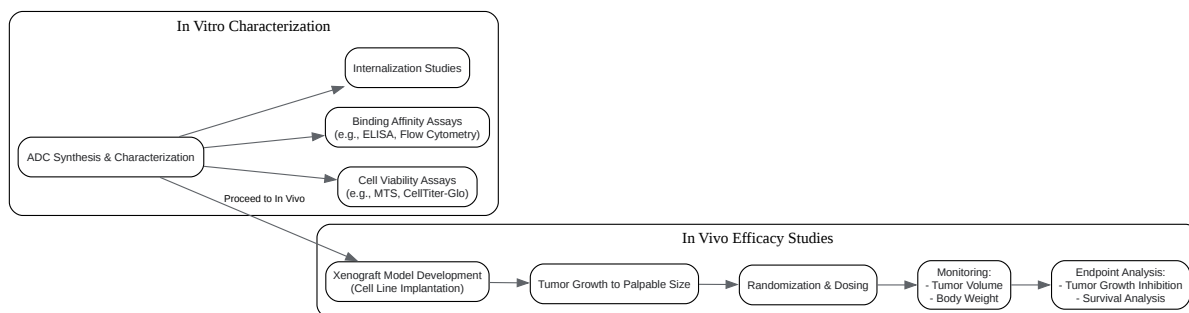 In Vitro Characterization
Internalization Studies
Binding Affinity Assays
(e.g., ELISA, Flow Cytometry)
ADC Synthesis & Characterization
Cell Viability Assays
(e.g., MTS, CellTiter-Glo)
Proceed to In Vivo
In Vivo Efficacy Studies
Xenograft Model Development
(Cell Line Implantation)
Tumor Growth to Palpable Size
Randomization & Dosing
Monitoring:
- Tumor Volume
- Body Weight
Endpoint Analysis:
- Tumor Growth Inhibition
- Survival Analysis